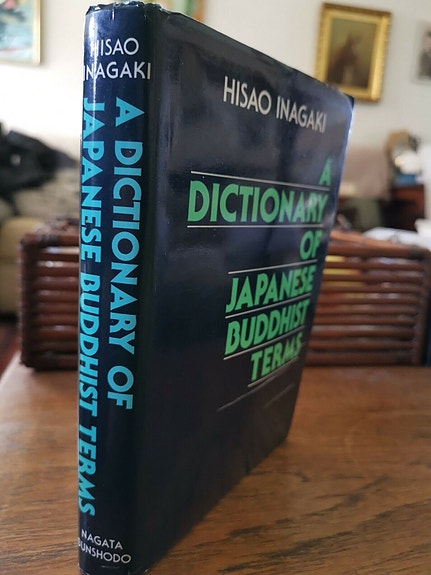 HISAO
INAGAKI
A DICTIONARY OF
JAPANESE BUDDHIST TERMS
NAGATA
BUNSHODO
HISAO INAGAKI
A
DICTIONARY
OF
JAPANESE
BUDDHIST
TERMS